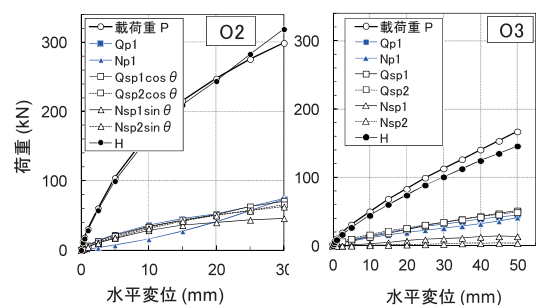 O2
載荷重 P
Qp1
Np1
Qsp1cos θ
Qsp2cos θ
Nsp1sin θ
Nsp2sin θ
H
荷重 (kN)
300
200
100
0
0
10
20
30
水平変位 (mm)
O3
載荷重 P
Qp1
Np1
Qsp1
Qsp2
Nsp1
Nsp2
H
300
200
100
0
0
10
20
30
40
50
水平変位 (mm)